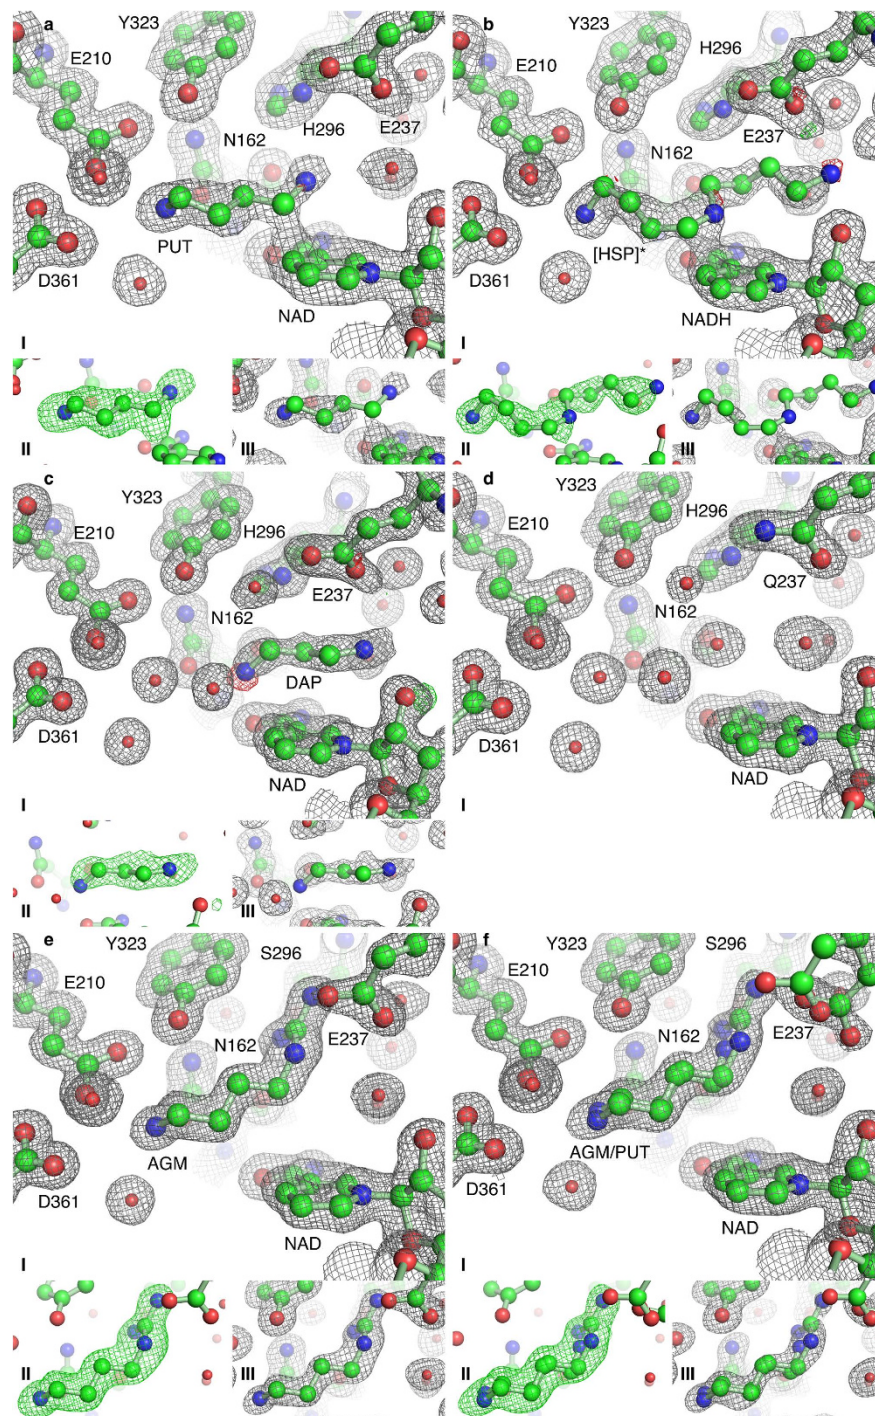 a
Y323
E210
N162
H296
E237
PUT
D361
NAD
I
II
III
b
Y323
H296
E210
E237
N162
[HSP]*
D361
NADH
I
II
III
c
Y323
H296
E210
N162
E237
DAP
D361
NAD
I
II
III
d
Y323
H296
E210
Q237
N162
D361
NAD
I
e
Y323
S296
E210
N162
E237
AGM
D361
NAD
I
II
III
f
Y323
S296
E210
N162
E237
AGM/PUT
D361
NAD
I
II
III